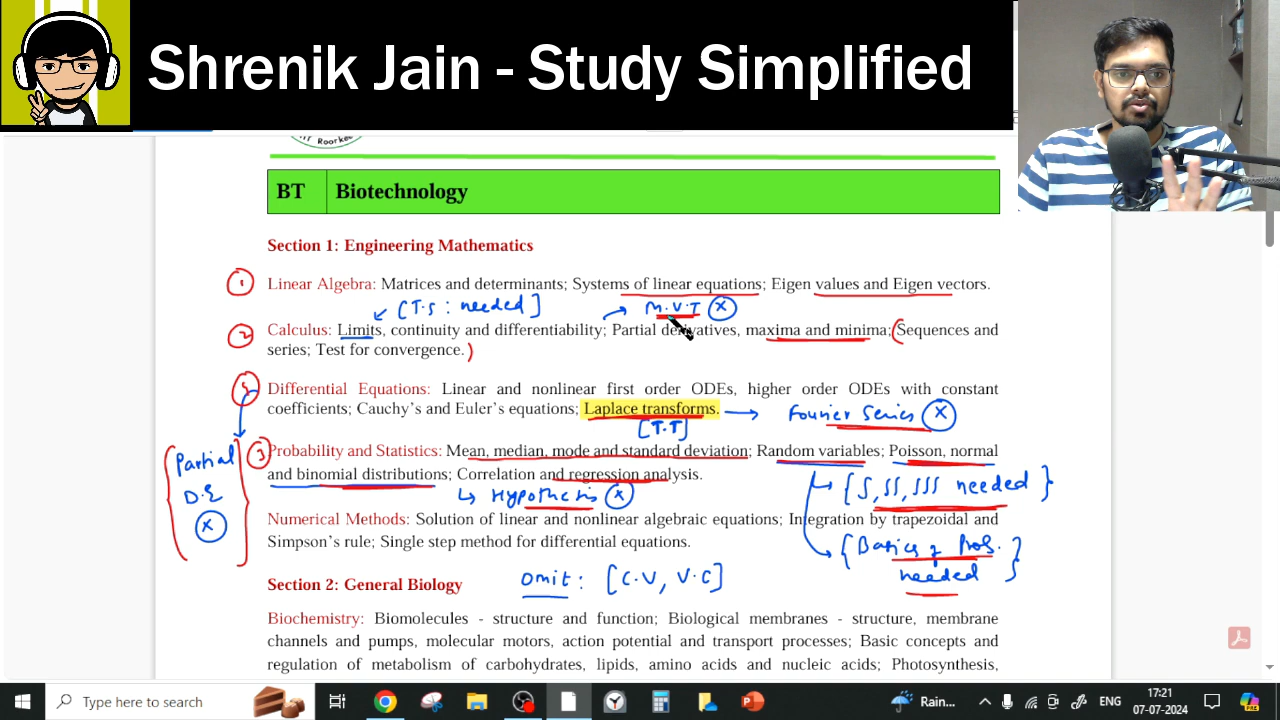 Shrenik Jain - Study Simplified
IIT Roorkee
BT Biotechnology
Section 1: Engineering Mathematics
① Linear Algebra: Matrices and determinants; Systems of linear equations; Eigen values and Eigen vectors.
[T.S : needed] M.V.T ⓧ
② Calculus: Limits, continuity and differentiability; Partial derivatives, maxima and minima; (Sequences and
series; Test for convergence.)
Differential Equations: Linear and nonlinear first order ODEs, higher order ODEs with constant
coefficients; Cauchy's and Euler's equations; Laplace transforms. → Fourier Series ⓧ
[T.T]
③ Probability and Statistics: Mean, median, mode and standard deviation; Random variables; Poisson, normal
and binomial distributions; Correlation and regression analysis.
Partial
D.E
ⓧ
Hypothesis ⓧ
{∫, ∫∫, ∫∫∫ needed}
Numerical Methods: Solution of linear and nonlinear algebraic equations; Integration by trapezoidal and
Simpson's rule; Single step method for differential equations.
{Basics of Prob.
needed}
Section 2: General Biology
Omit : [C.V, V.C]
Biochemistry: Biomolecules - structure and function; Biological membranes - structure, membrane
channels and pumps, molecular motors, action potential and transport processes; Basic concepts and
regulation of metabolism of carbohydrates, lipids, amino acids and nucleic acids; Photosynthesis,
Type here to search
Rain...
ENG
17:21
07-07-2024